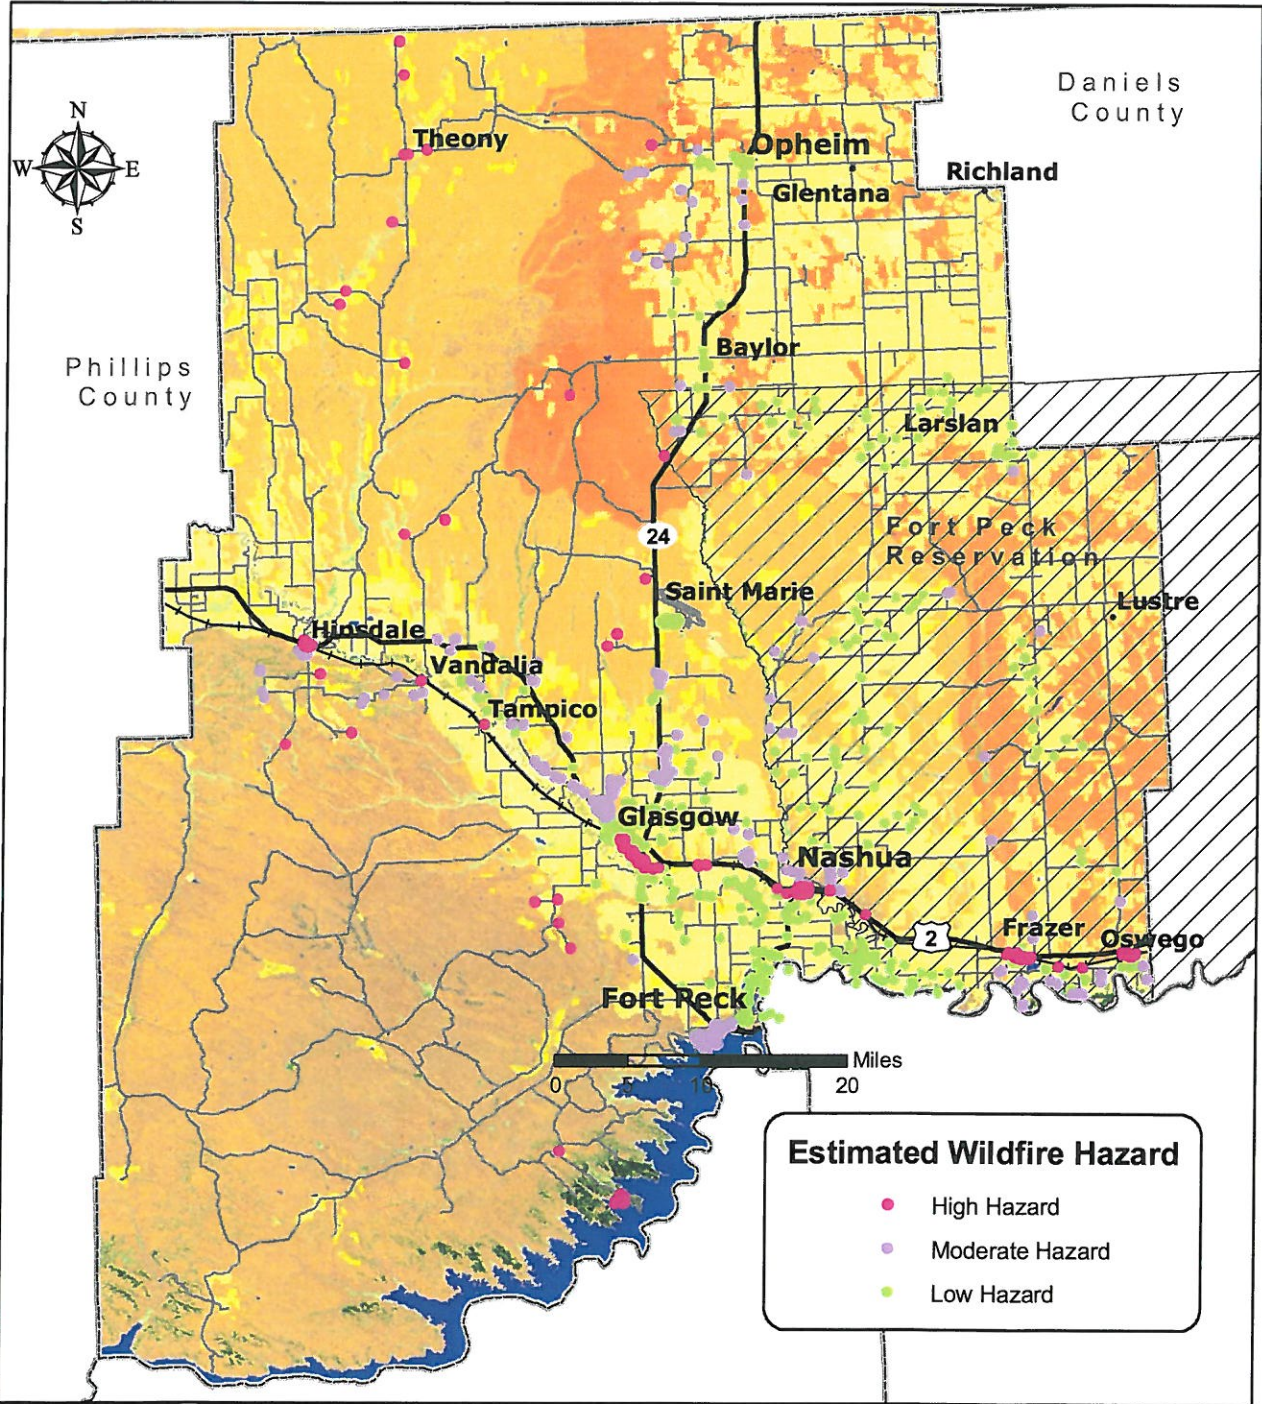 Daniels
County
N
W
E
S
Theony
Opheim
Richland
Glentana
Baylor
Phillips
County
Larslan
24
Fort Peck
Reservation
Saint Marie
Lustre
Hinsdale
Vandalia
Tampico
Glasgow
Nashua
2
Frazer
Oswego
Fort Peck
Miles
0 5 10 20
Estimated Wildfire Hazard
High Hazard
Moderate Hazard
Low Hazard